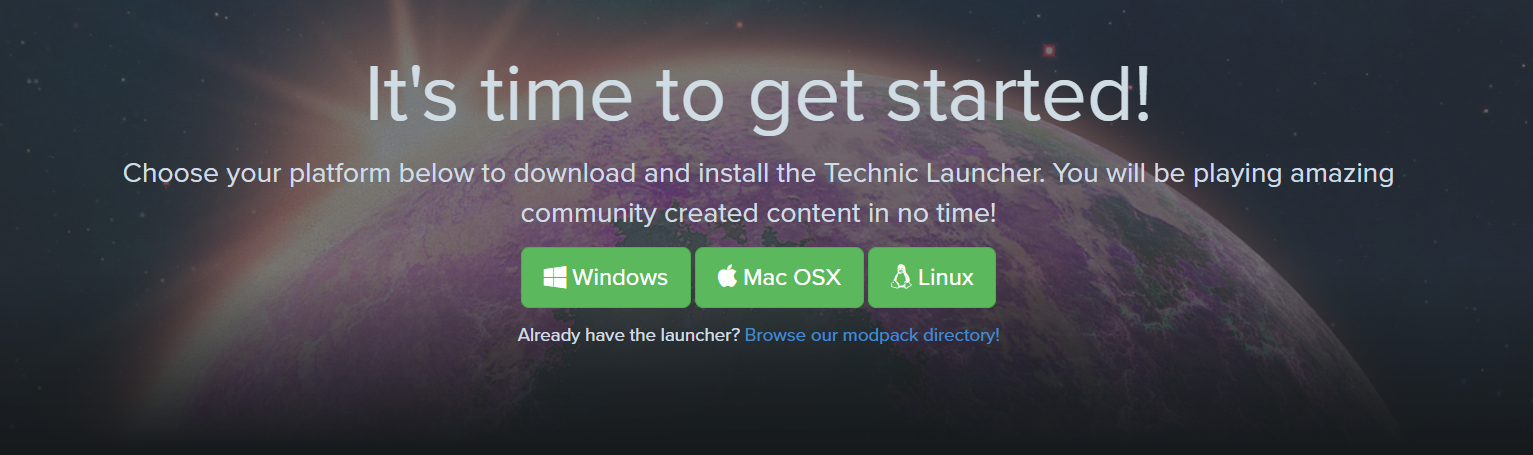 It's time to get started!
Choose your platform below to download and install the Technic Launcher. You will be playing amazing
community created content in no time!
Windows Mac OSX Linux
Already have the launcher? Browse our modpack directory!